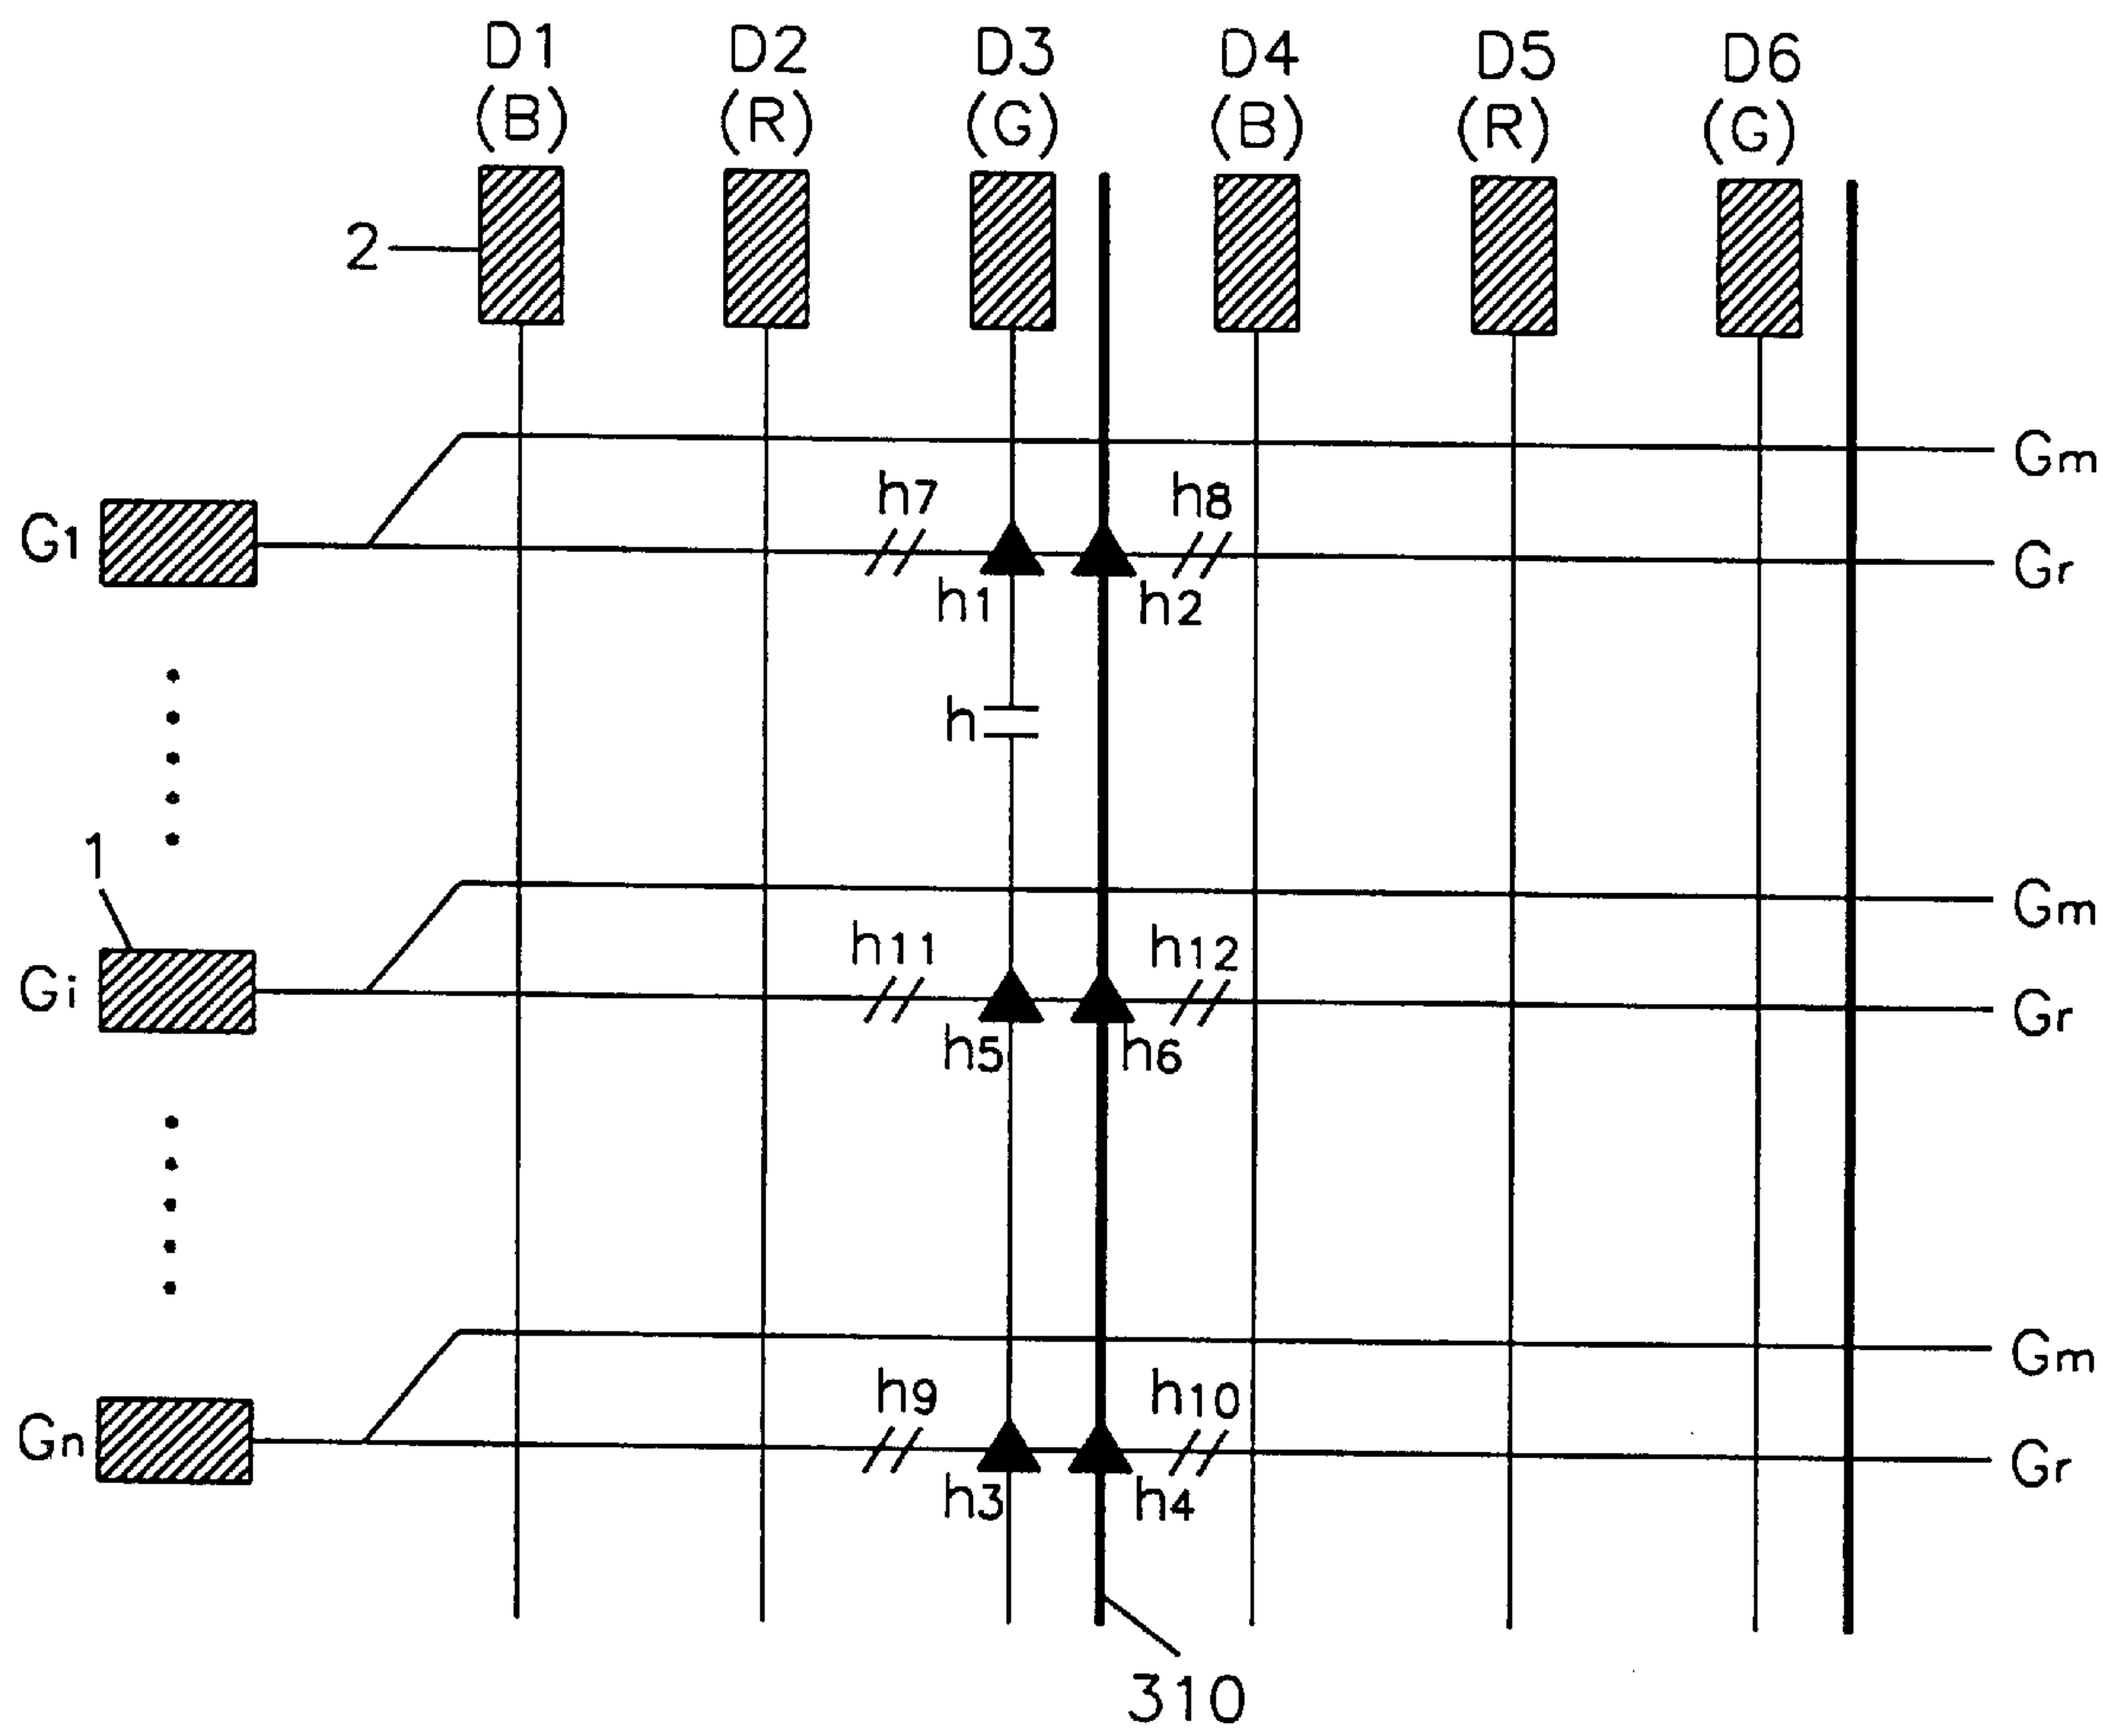 D1 D2 D3 D4 D5 D6
(B) (R) (G) (B) (R) (G)
2
Gm
h7 h8
G1 Gr
h1 h2
h
1
Gm
h11 h12
Gi Gr
h5 h6
Gm
h9 h10
Gn Gr
h3 h4
310